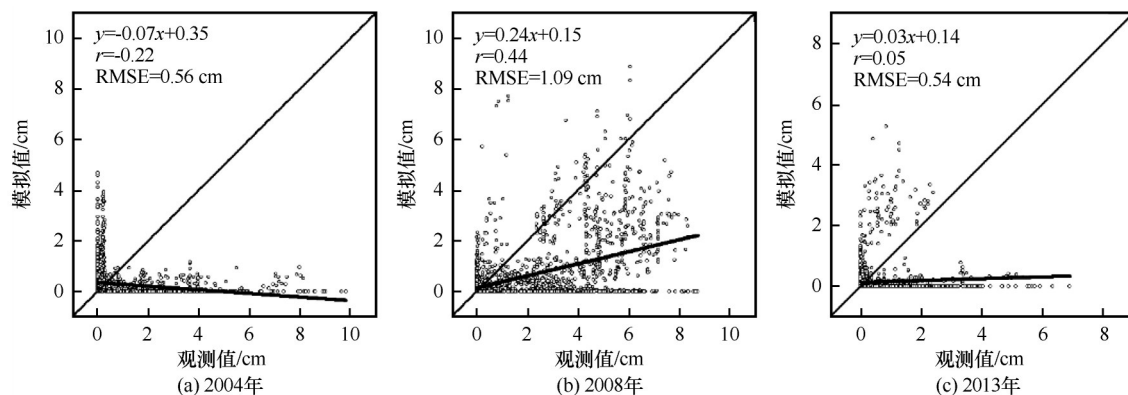 10
8
6
4
2
0
模拟值/cm
y=-0.07x+0.35
r=-0.22
RMSE=0.56 cm
0 2 4 6 8 10
观测值/cm
(a) 2004年
10
8
6
4
2
0
模拟值/cm
y=0.24x+0.15
r=0.44
RMSE=1.09 cm
0 2 4 6 8 10
观测值/cm
(b) 2008年
8
6
4
2
0
模拟值/cm
y=0.03x+0.14
r=0.05
RMSE=0.54 cm
0 2 4 6 8
观测值/cm
(c) 2013年